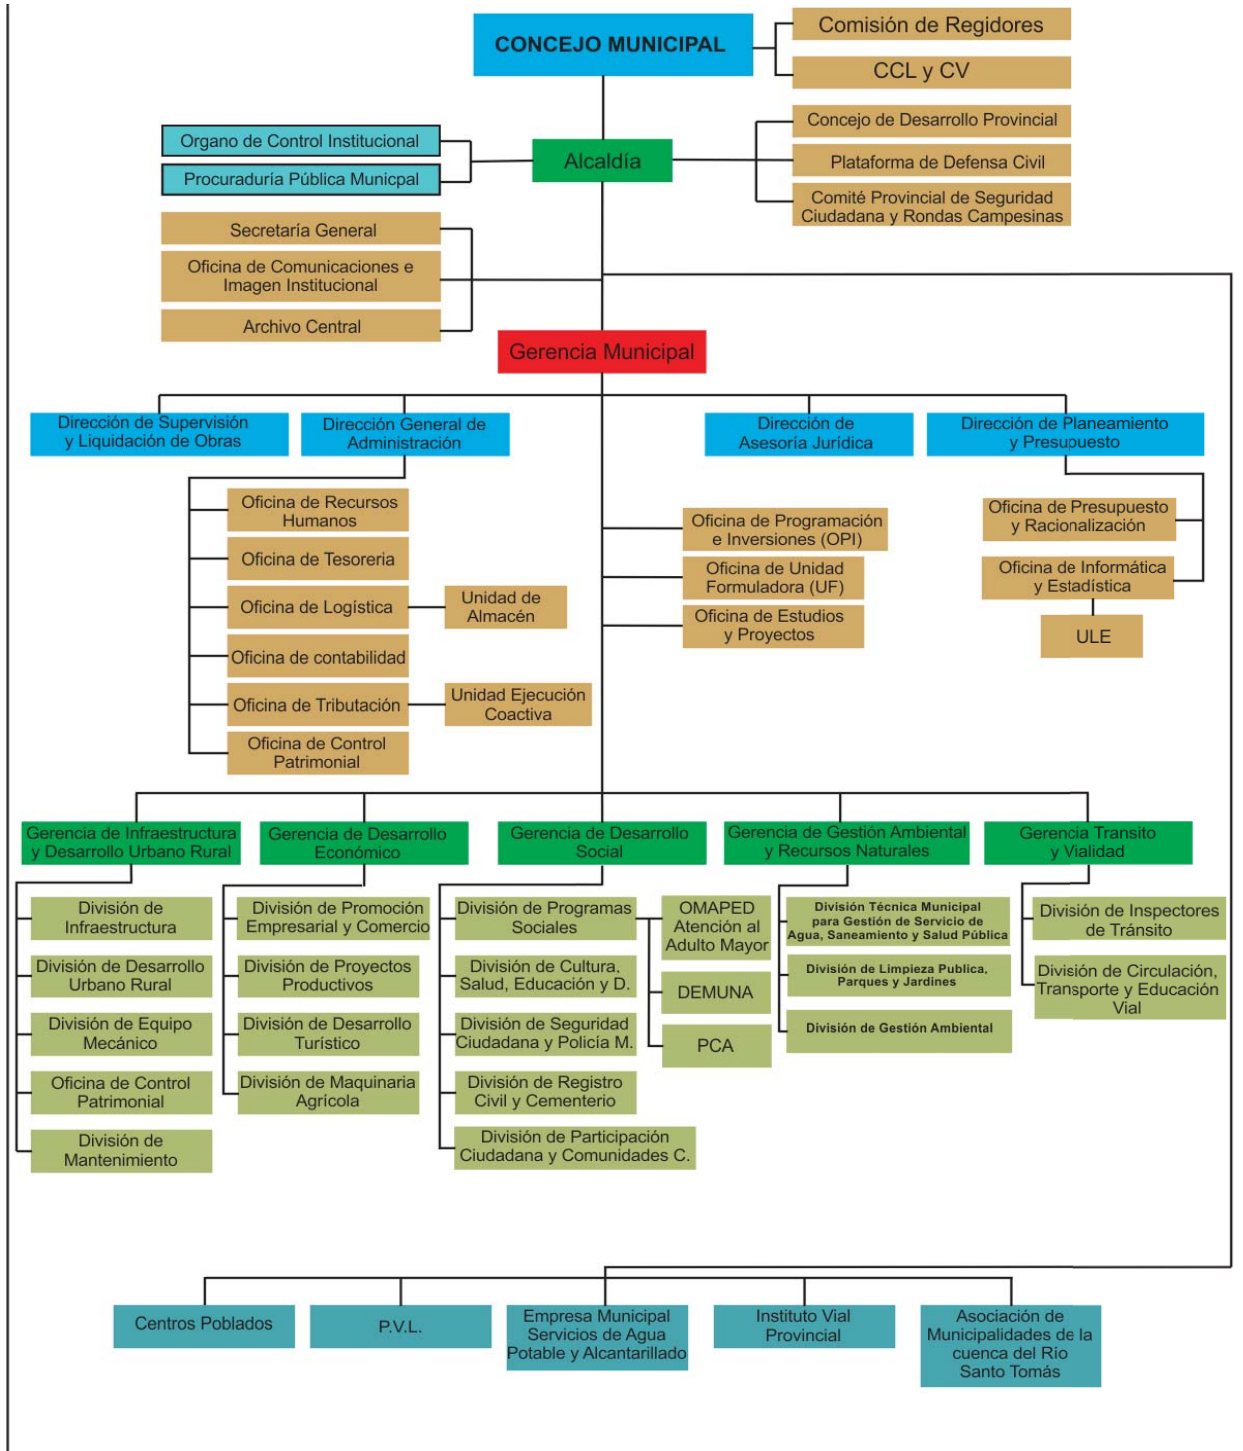 CONCEJO MUNICIPAL
Comisión de Regidores
CCL y CV
Organo de Control Institucional
Procuraduría Pública Municpal
Alcaldía
Concejo de Desarrollo Provincial
Plataforma de Defensa Civil
Comité Provincial de Seguridad
Ciudadana y Rondas Campesinas
Secretaría General
Oficina de Comunicaciones e
Imagen Institucional
Archivo Central
Gerencia Municipal
Dirección de Supervisión
y Liquidación de Obras
Dirección General de
Administración
Dirección de
Asesoría Jurídica
Dirección de Planeamiento
y Presupuesto
Oficina de Recursos
Humanos
Oficina de Tesoreria
Oficina de Logística
Unidad de
Almacén
Oficina de contabilidad
Oficina de Tributación
Unidad Ejecución
Coactiva
Oficina de Control
Patrimonial
Oficina de Programación
e Inversiones (OPI)
Oficina de Unidad
Formuladora (UF)
Oficina de Estudios
y Proyectos
Oficina de Presupuesto
y Racionalización
Oficina de Informática
y Estadística
ULE
Gerencia de Infraestructura
y Desarrollo Urbano Rural
Gerencia de Desarrollo
Económico
Gerencia de Desarrollo
Social
Gerencia de Gestión Ambiental
y Recursos Naturales
Gerencia Transito
y Vialidad
División de
Infraestructura
División de Desarrollo
Urbano Rural
División de Equipo
Mecánico
Oficina de Control
Patrimonial
División de
Mantenimiento
División de Promoción
Empresarial y Comercio
División de Proyectos
Productivos
División de Desarrollo
Turístico
División de Maquinaria
Agrícola
División de Programas
Sociales
División de Cultura,
Salud, Educación y D.
División de Seguridad
Ciudadana y Policía M.
División de Registro
Civil y Cementerio
División de Participación
Ciudadana y Comunidades C.
OMAPED
Atención al
Adulto Mayor
DEMUNA
PCA
División Técnica Municipal
para Gestión de Servicio de
Agua, Saneamiento y Salud Pública
División de Limpieza Publica,
Parques y Jardines
División de Gestión Ambiental
División de Inspectores
de Tránsito
División de Circulación,
Transporte y Educación
Vial
Centros Poblados
P.V.L.
Empresa Municipal
Servicios de Agua
Potable y Alcantarillado
Instituto Vial
Provincial
Asociación de
Municipalidades de la
cuenca del Río
Santo Tomás